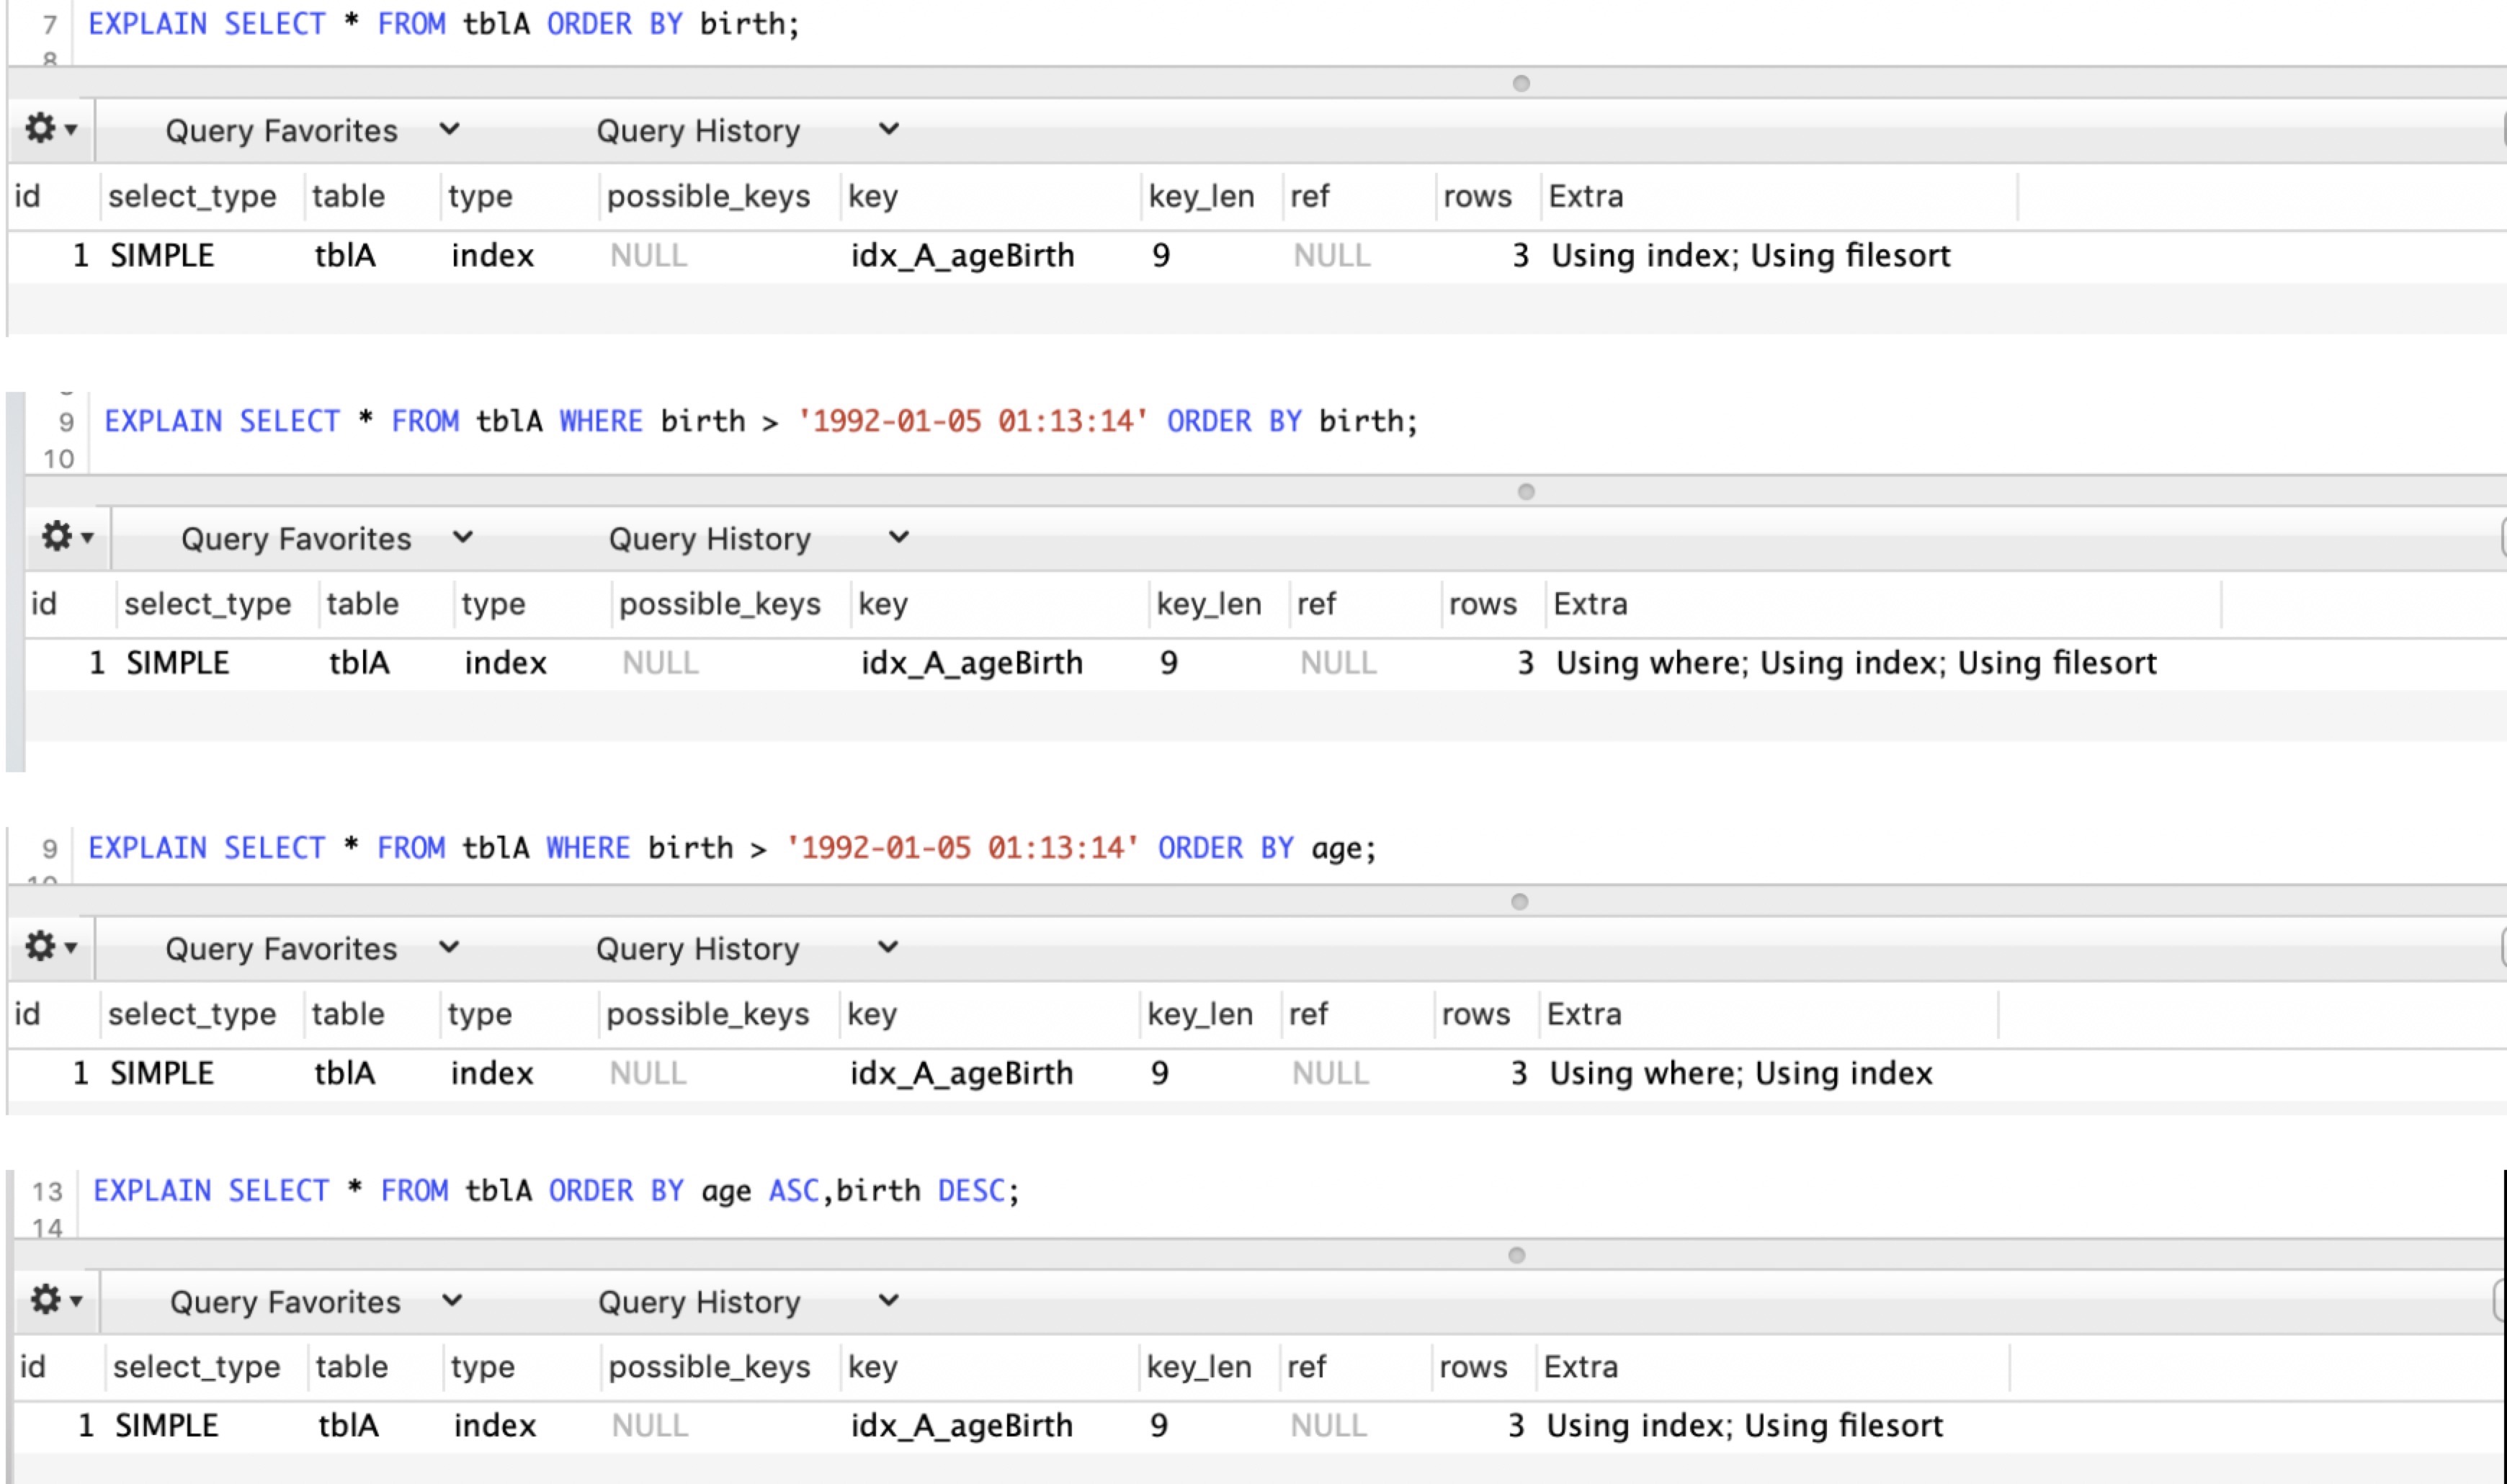 7 EXPLAIN SELECT * FROM tblA ORDER BY birth;
8
Query Favorites Query History
id select_type table type possible_keys key key_len ref rows Extra
1 SIMPLE tblA index NULL idx_A_ageBirth 9 NULL 3 Using index; Using filesort
9 EXPLAIN SELECT * FROM tblA WHERE birth > '1992-01-05 01:13:14' ORDER BY birth;
10
Query Favorites Query History
id select_type table type possible_keys key key_len ref rows Extra
1 SIMPLE tblA index NULL idx_A_ageBirth 9 NULL 3 Using where; Using index; Using filesort
9 EXPLAIN SELECT * FROM tblA WHERE birth > '1992-01-05 01:13:14' ORDER BY age;
10
Query Favorites Query History
id select_type table type possible_keys key key_len ref rows Extra
1 SIMPLE tblA index NULL idx_A_ageBirth 9 NULL 3 Using where; Using index
13 EXPLAIN SELECT * FROM tblA ORDER BY age ASC,birth DESC;
14
Query Favorites Query History
id select_type table type possible_keys key key_len ref rows Extra
1 SIMPLE tblA index NULL idx_A_ageBirth 9 NULL 3 Using index; Using filesort